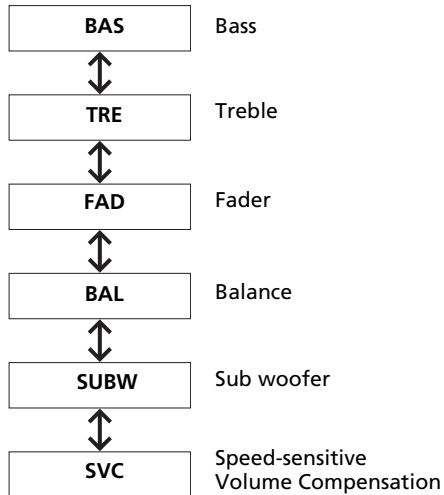 BAS Bass
TRE Treble
FAD Fader
BAL Balance
SUBW Sub woofer
SVC Speed-sensitive
Volume Compensation